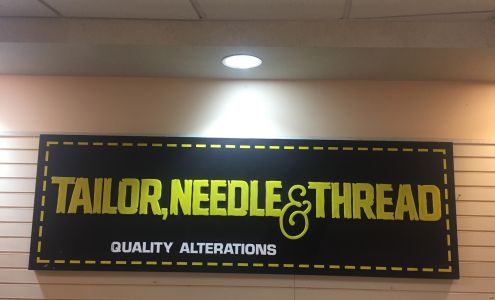 TAILOR, NEEDLE & THREAD
QUALITY ALTERATIONS